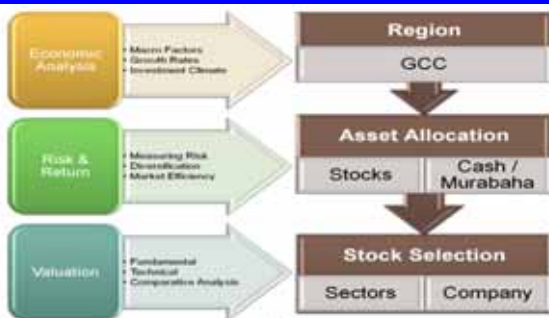 Economic
Analysis
• Macro Factors
• Growth Rates
• Investment Climate
Region
GCC
Risk &
Return
• Measuring Risk
• Diversification
• Market Efficiency
Asset Allocation
Stocks
Cash /
Murabaha
Valuation
• Fundamental
• Technical
• Comparative Analysis
Stock Selection
Sectors
Company